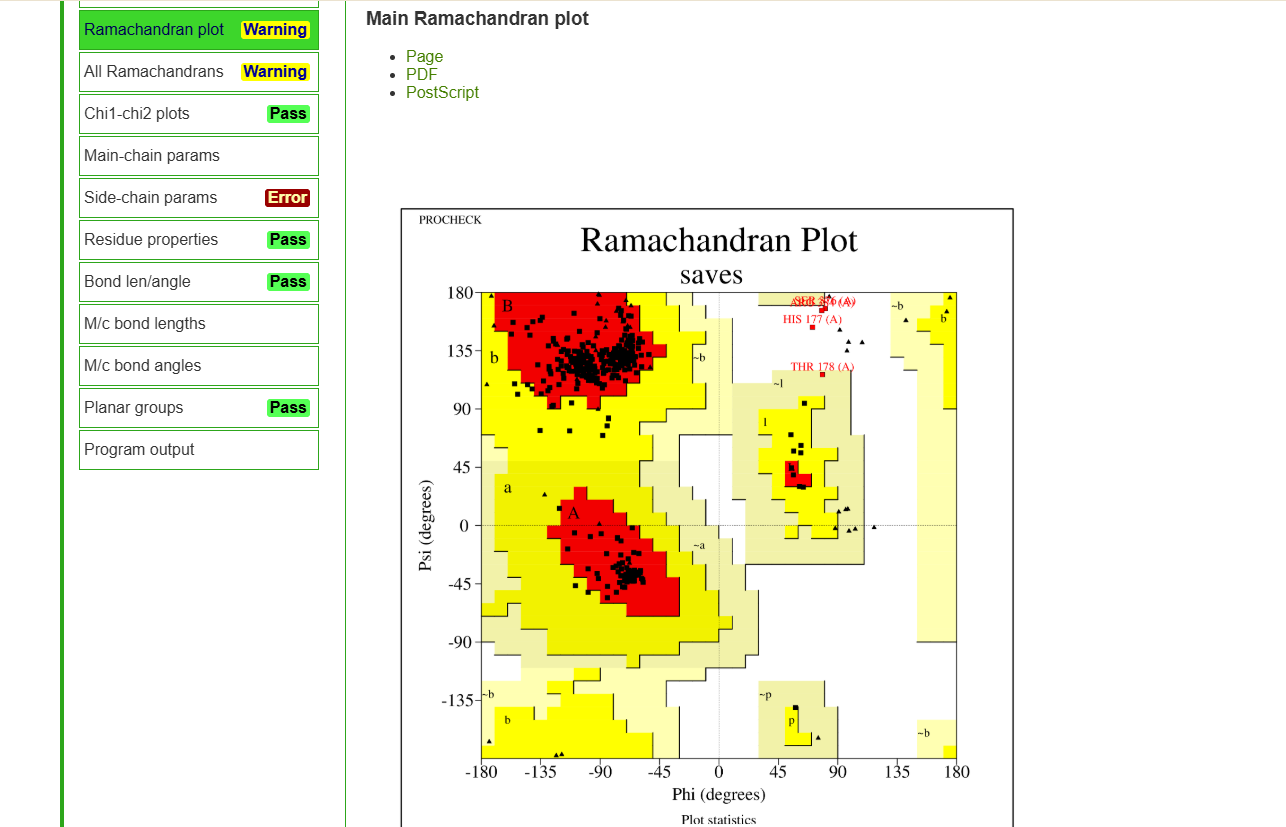 Ramachandran plot Warning
All Ramachandrans Warning
Chi1-chi2 plots Pass
Main-chain params
Side-chain params Error
Residue properties Pass
Bond len/angle Pass
M/c bond lengths
M/c bond angles
Planar groups Pass
Program output
Main Ramachandran plot
Page
PDF
PostScript
PROCHECK
Ramachandran Plot
saves
180
135
90
45
0
-45
-90
-135
Psi (degrees)
B
(A)
~b
HIS 177 (A)
b
b
~b
THR 178 (A)
~l
l
a
A
~a
~b
~p
b
p
~b
-180 -135 -90 -45 0 45 90 135 180
Phi (degrees)
Plot statistics